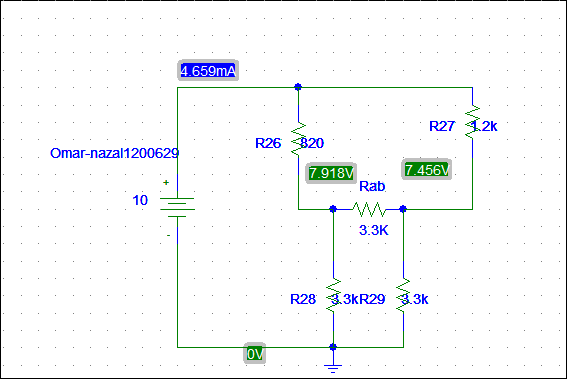 4.659mA
R26 820
R27 1.2k
Omar-nazal1200629
7.918V
7.456V
Rab
+
10
3.3K
-
R28 3.3k
R29 3.3k
0V